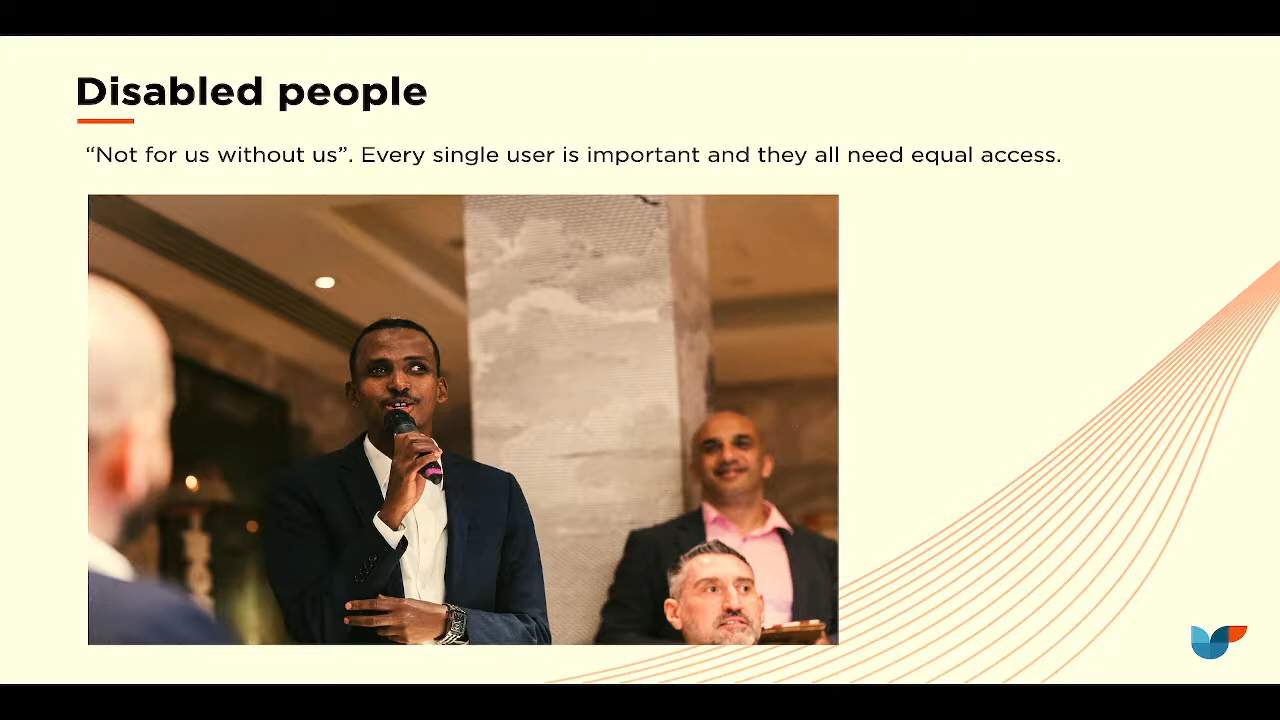 Disabled people
“Not for us without us”. Every single user is important and they all need equal access.